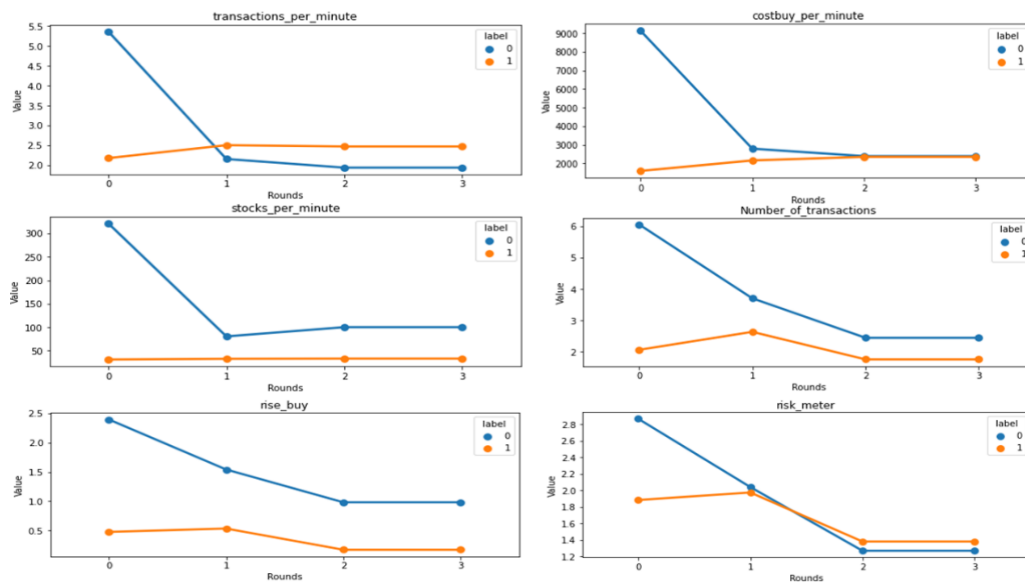 transactions_per_minute
5.5
5.0
4.5
4.0
3.5
3.0
2.5
2.0
Value
label
0
1
0 1 2 3
Rounds
costbuy_per_minute
9000
8000
7000
6000
5000
4000
3000
2000
Value
label
0
1
0 1 2 3
Rounds
stocks_per_minute
300
250
200
150
100
50
Value
label
0
1
0 1 2 3
Rounds
Number_of_transactions
6
5
4
3
2
Value
label
0
1
0 1 2 3
Rounds
rise_buy
2.5
2.0
1.5
1.0
0.5
Value
label
0
1
0 1 2 3
Rounds
risk_meter
2.8
2.6
2.4
2.2
2.0
1.8
1.6
1.4
1.2
Value
label
0
1
0 1 2 3
Rounds